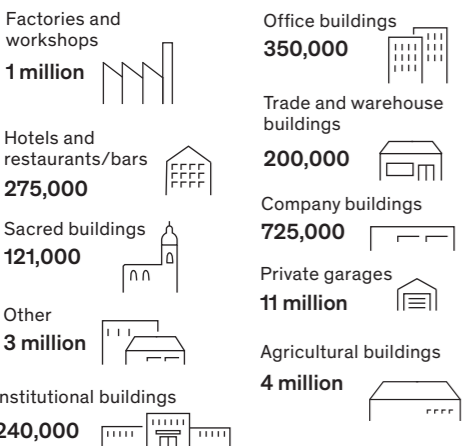 Factories and
workshops
1 million
Hotels and
restaurants/bars
275,000
Sacred buildings
121,000
Other
3 million
nstitutional buildings
240,000
Office buildings
350,000
Trade and warehouse
buildings
200,000
Company buildings
725,000
Private garages
11 million
Agricultural buildings
4 million